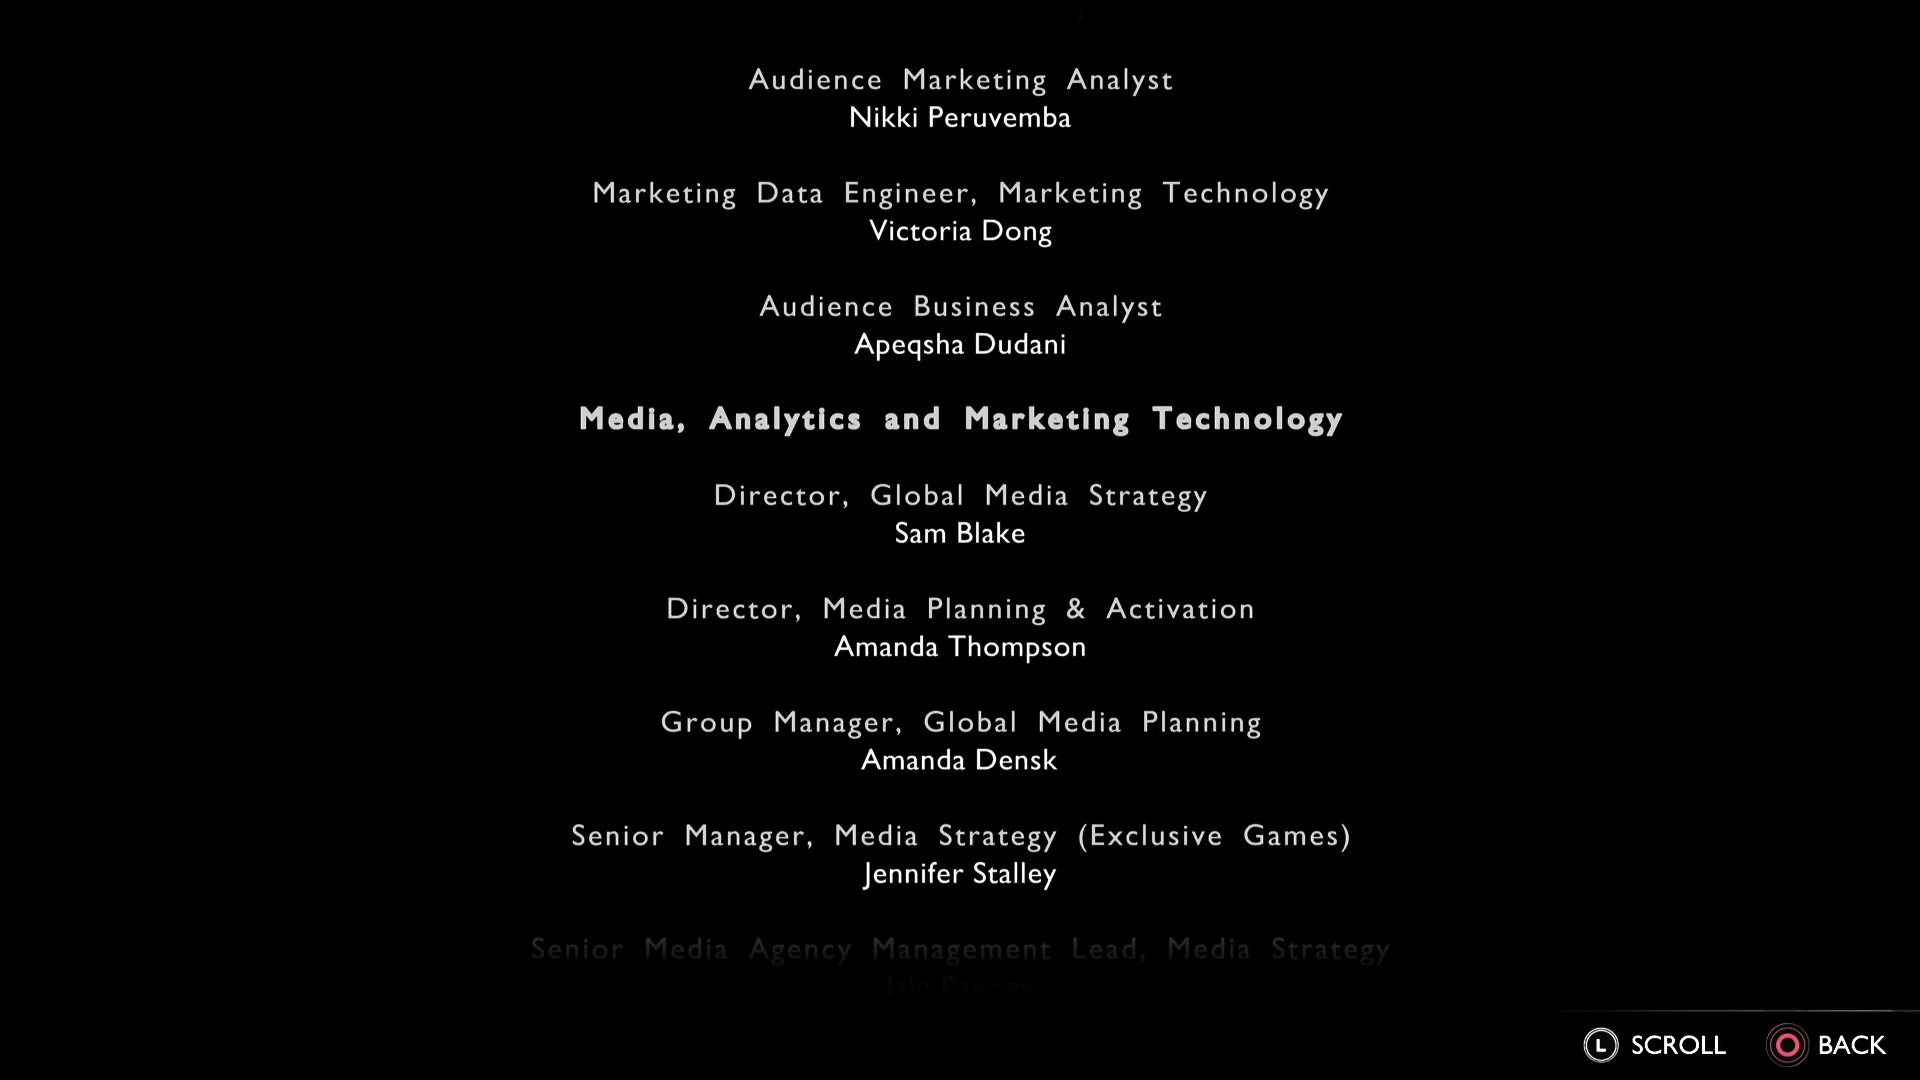 Audience Marketing Analyst
Nikki Peruvemba
Marketing Data Engineer, Marketing Technology
Victoria Dong
Audience Business Analyst
Apeqsha Dudani
Media, Analytics and Marketing Technology
Director, Global Media Strategy
Sam Blake
Director, Media Planning & Activation
Amanda Thompson
Group Manager, Global Media Planning
Amanda Densk
Senior Manager, Media Strategy (Exclusive Games)
Jennifer Stalley
Senior Media Agency Management Lead, Media Strategy
Iain Pawsey
L SCROLL
BACK